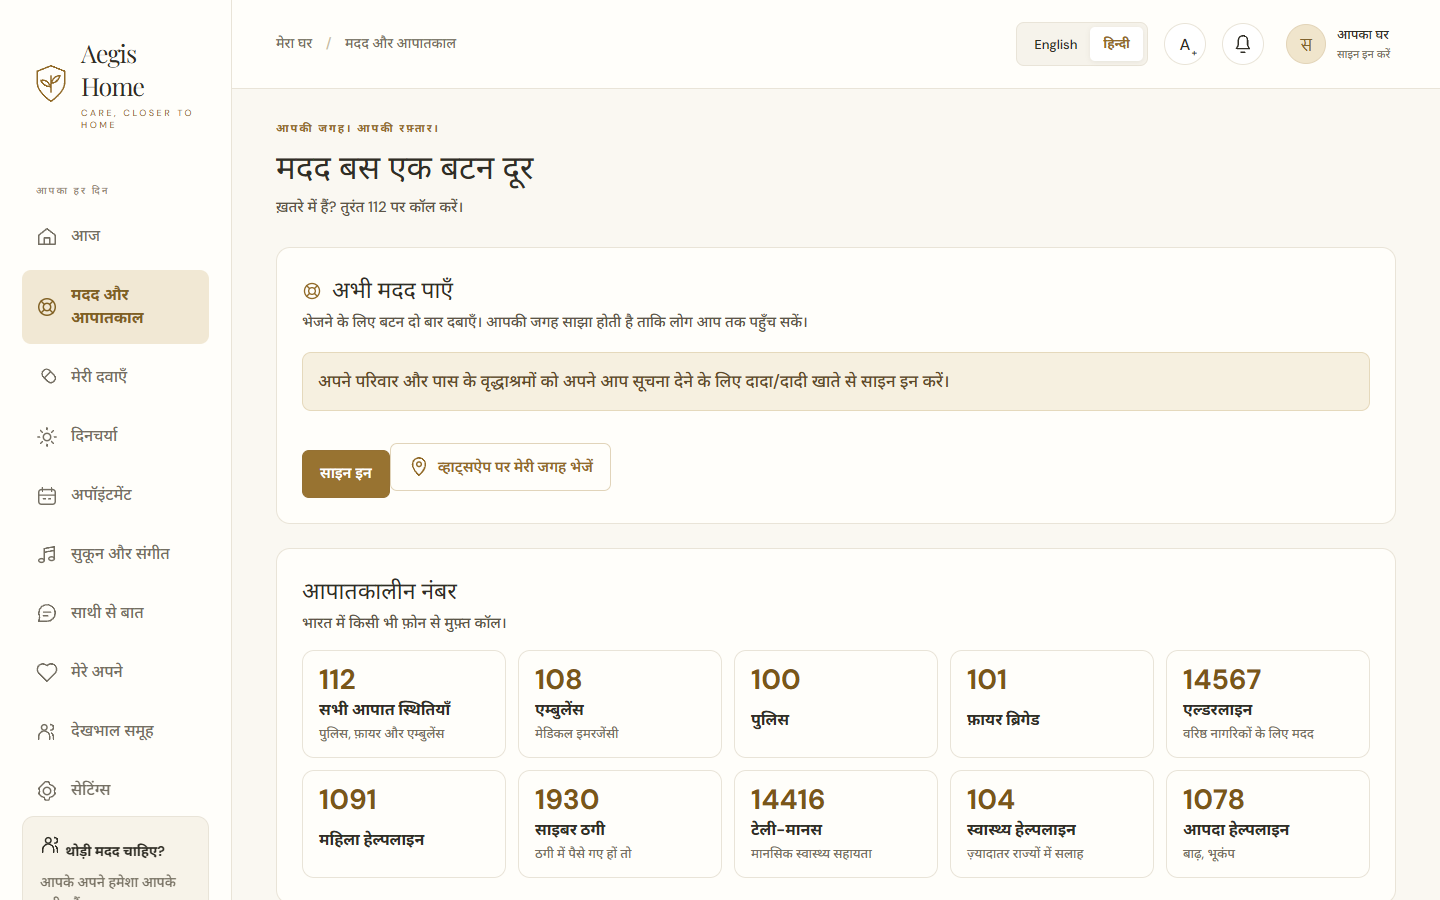 Aegis
Home
CARE, CLOSER TO
HOME
आपका हर दिन
आज
मदद और
आपातकाल
मेरी दवाएँ
दिनचर्या
अपॉइंटमेंट
सुकून और संगीत
साथी से बात
मेरे अपने
देखभाल समूह
सेटिंग्स
थोड़ी मदद चाहिए?
आपके अपने हमेशा आपके
मेरा घर / मदद और आपातकाल
English हिन्दी
A+
स
आपका घर
साइन इन करें
आपकी जगह। आपकी रफ़्तार।
मदद बस एक बटन दूर
ख़तरे में हैं? तुरंत 112 पर कॉल करें।
अभी मदद पाएँ
भेजने के लिए बटन दो बार दबाएँ। आपकी जगह साझा होती है ताकि लोग आप तक पहुँच सकें।
अपने परिवार और पास के वृद्धाश्रमों को अपने आप सूचना देने के लिए दादा/दादी खाते से साइन इन करें।
साइन इन
व्हाट्सऐप पर मेरी जगह भेजें
आपातकालीन नंबर
भारत में किसी भी फ़ोन से मुफ़्त कॉल।
112
सभी आपात स्थितियाँ
पुलिस, फ़ायर और एम्बुलेंस
108
एम्बुलेंस
मेडिकल इमरजेंसी
100
पुलिस
101
फ़ायर ब्रिगेड
14567
एल्डरलाइन
वरिष्ठ नागरिकों के लिए मदद
1091
महिला हेल्पलाइन
1930
साइबर ठगी
ठगी में पैसे गए हों तो
14416
टेली-मानस
मानसिक स्वास्थ्य सहायता
104
स्वास्थ्य हेल्पलाइन
ज़्यादातर राज्यों में सलाह
1078
आपदा हेल्पलाइन
बाढ़, भूकंप